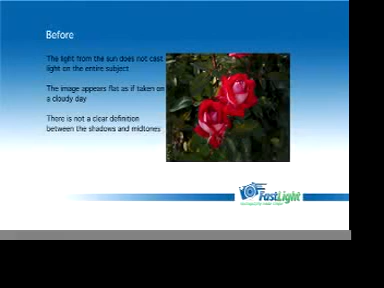 Before
The light from the sun does not cast
light on the entire subject
The image appears flat as if taken on
a cloudy day
There is not a clear definition
between the shadows and midtones
FastLight